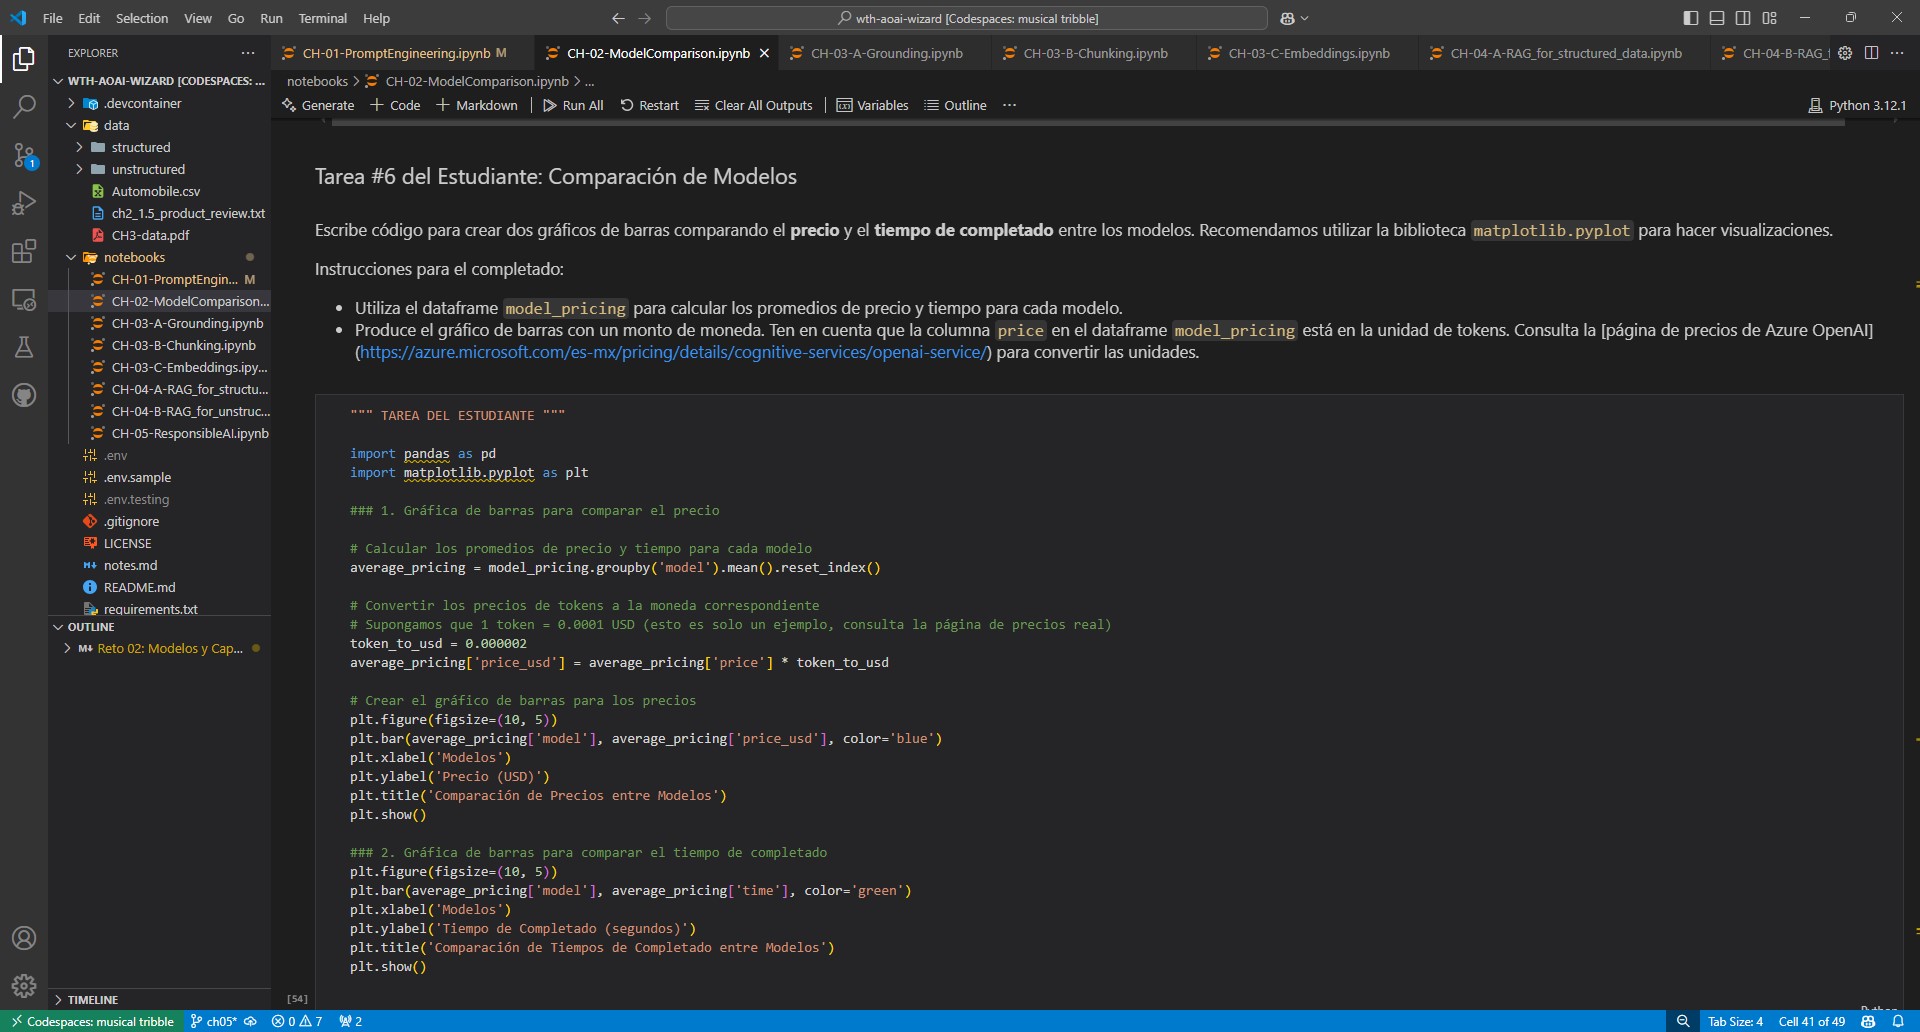 File Edit Selection View Go Run Terminal Help
wth-aoai-wizard [Codespaces: musical tribble]
EXPLORER
WTH-AOAI-WIZARD [CODESPACES: ...
.devcontainer
data
structured
unstructured
Automobile.csv
ch2_1.5_product_review.txt
CH3-data.pdf
notebooks
CH-01-PromptEngin... M
CH-02-ModelComparison...
CH-03-A-Grounding.ipynb
CH-03-B-Chunking.ipynb
CH-03-C-Embeddings.ipy...
CH-04-A-RAG_for_structu...
CH-04-B-RAG_for_unstruc...
CH-05-ResponsibleAI.ipynb
.env
.env.sample
.env.testing
.gitignore
LICENSE
notes.md
README.md
requirements.txt
OUTLINE
Reto 02: Modelos y Cap...
TIMELINE
CH-01-PromptEngineering.ipynb M
CH-02-ModelComparison.ipynb
CH-03-A-Grounding.ipynb
CH-03-B-Chunking.ipynb
CH-03-C-Embeddings.ipynb
CH-04-A-RAG_for_structured_data.ipynb
CH-04-B-RAG_
notebooks > CH-02-ModelComparison.ipynb > ...
Generate + Code + Markdown | Run All Restart Clear All Outputs | Variables Outline ...
Python 3.12.1
Tarea #6 del Estudiante: Comparación de Modelos
Escribe código para crear dos gráficos de barras comparando el precio y el tiempo de completado entre los modelos. Recomendamos utilizar la biblioteca matplotlib.pyplot para hacer visualizaciones.
Instrucciones para el completado:
• Utiliza el dataframe model_pricing para calcular los promedios de precio y tiempo para cada modelo.
• Produce el gráfico de barras con un monto de moneda. Ten en cuenta que la columna price en el dataframe model_pricing está en la unidad de tokens. Consulta la [página de precios de Azure OpenAI]
(https://azure.microsoft.com/es-mx/pricing/details/cognitive-services/openai-service/) para convertir las unidades.
""" TAREA DEL ESTUDIANTE """
import pandas as pd
import matplotlib.pyplot as plt
### 1. Gráfica de barras para comparar el precio
# Calcular los promedios de precio y tiempo para cada modelo
average_pricing = model_pricing.groupby('model').mean().reset_index()
# Convertir los precios de tokens a la moneda correspondiente
# Supongamos que 1 token = 0.0001 USD (esto es solo un ejemplo, consulta la página de precios real)
token_to_usd = 0.000002
average_pricing['price_usd'] = average_pricing['price'] * token_to_usd
# Crear el gráfico de barras para los precios
plt.figure(figsize=(10, 5))
plt.bar(average_pricing['model'], average_pricing['price_usd'], color='blue')
plt.xlabel('Modelos')
plt.ylabel('Precio (USD)')
plt.title('Comparación de Precios entre Modelos')
plt.show()
### 2. Gráfica de barras para comparar el tiempo de completado
plt.figure(figsize=(10, 5))
plt.bar(average_pricing['model'], average_pricing['time'], color='green')
plt.xlabel('Modelos')
plt.ylabel('Tiempo de Completado (segundos)')
plt.title('Comparación de Tiempos de Completado entre Modelos')
plt.show()
[54]
Codespaces: musical tribble ch05* 0 7 2
Tab Size: 4 Cell 41 of 49